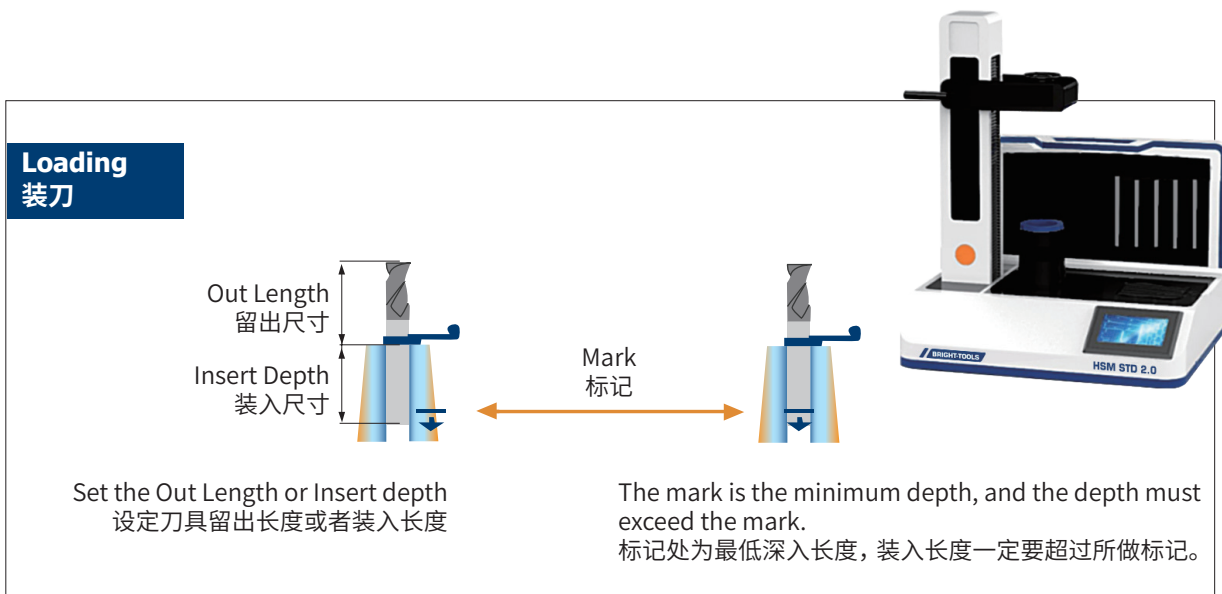 Loading
装刀
Out Length
留出尺寸
Insert Depth
装入尺寸
Mark
标记
BRIGHT-TOOLS
HSM STD 2.0
Set the Out Length or Insert depth
设定刀具留出长度或者装入长度
The mark is the minimum depth, and the depth must
exceed the mark.
标记处为最低深入长度，装入长度一定要超过所做标记。